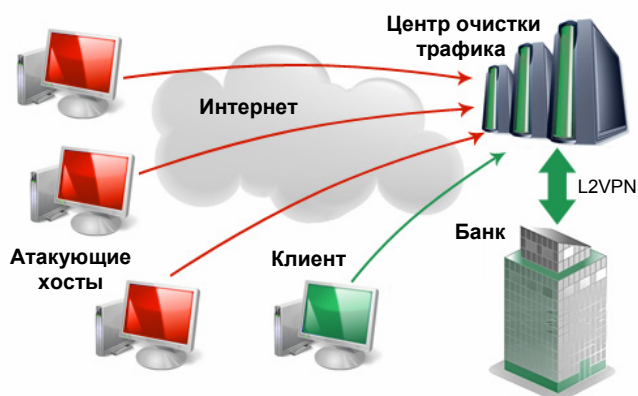 Центр очистки
трафика
Интернет
L2VPN
Банк
Атакующие
хосты
Клиент